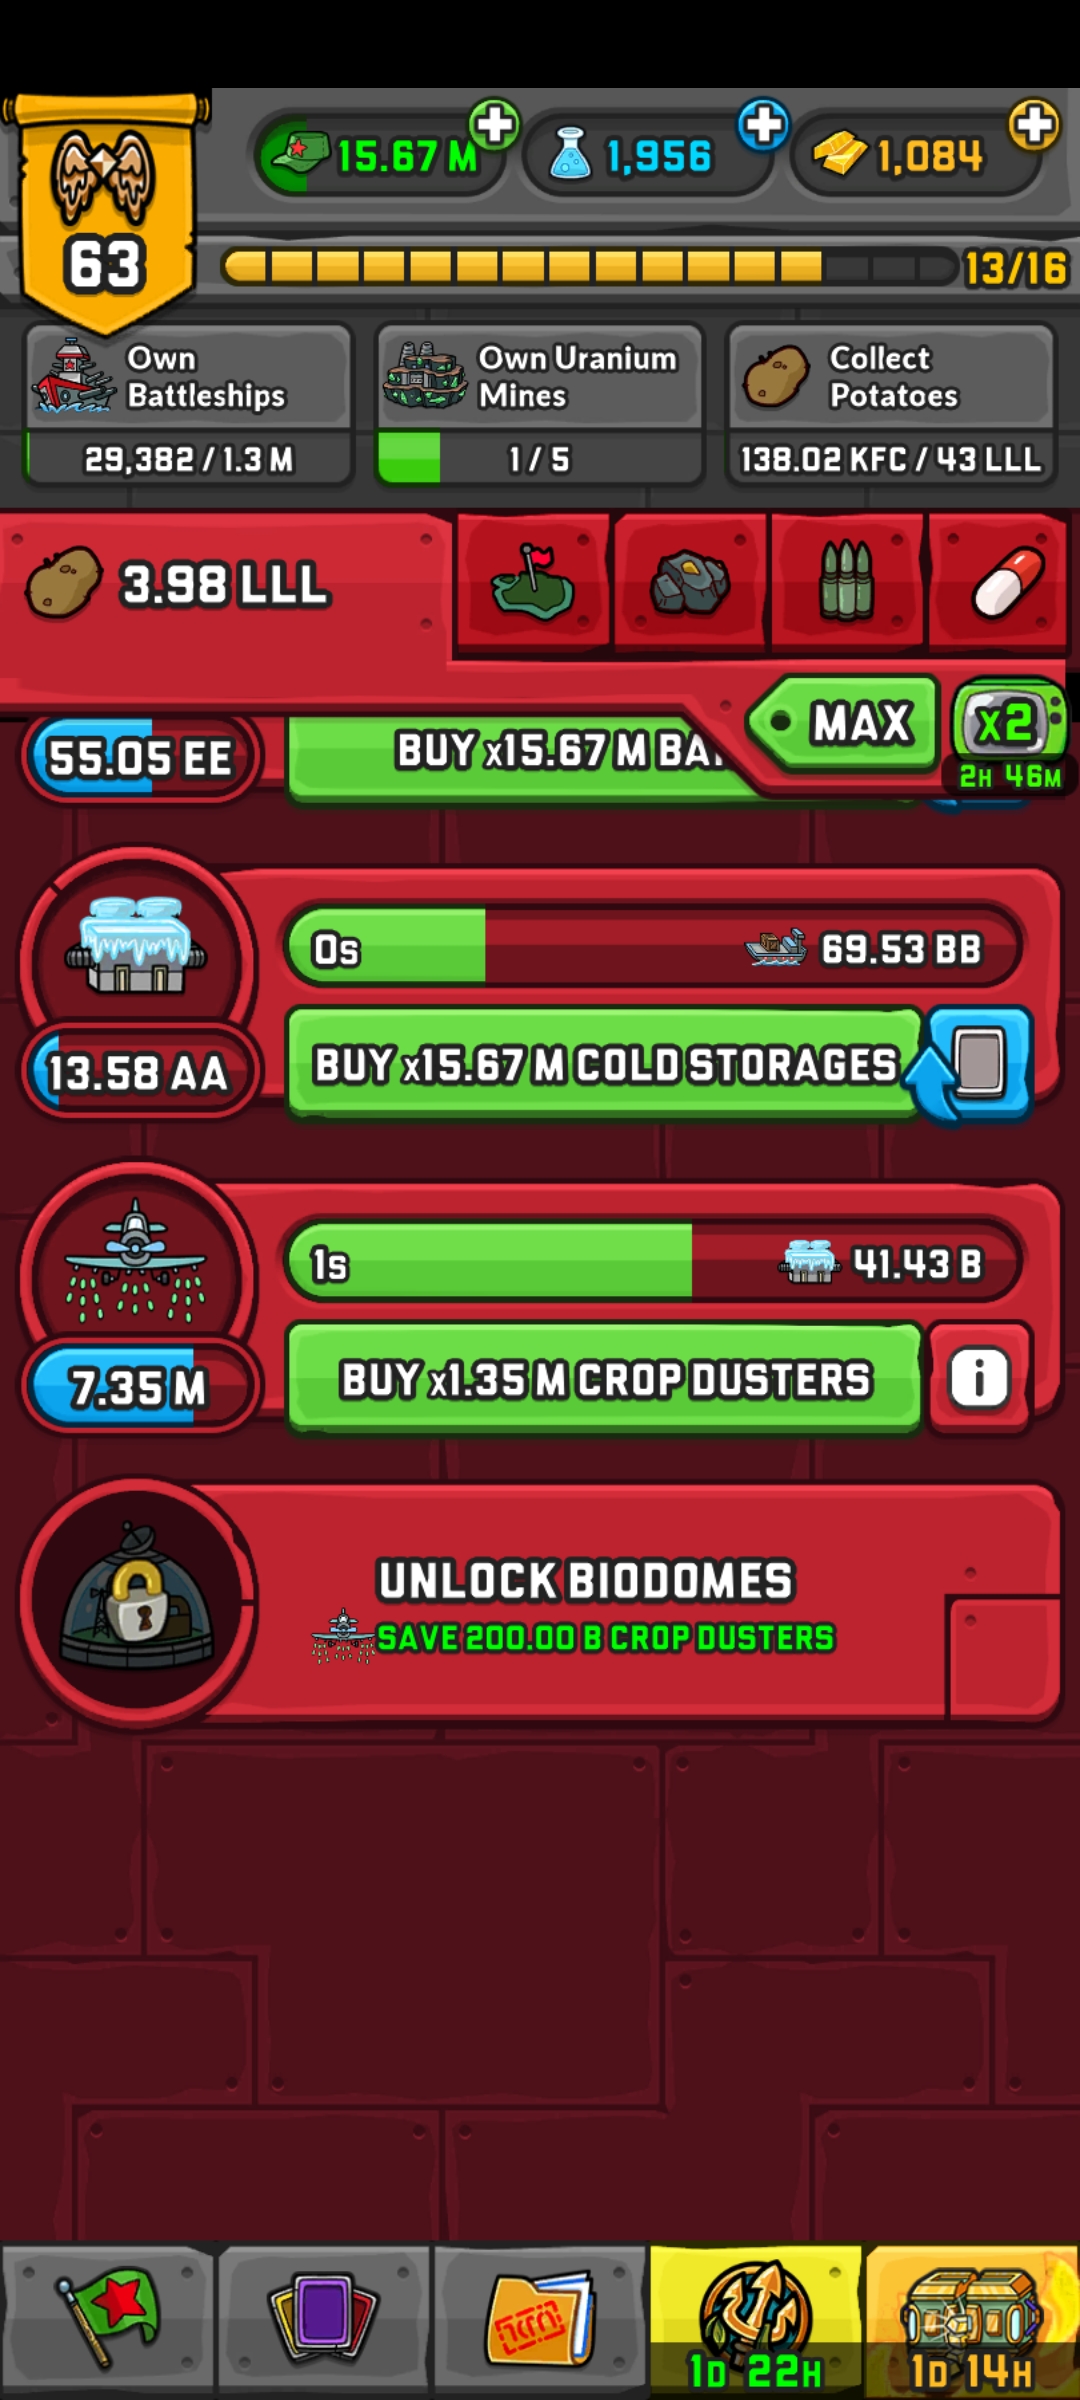 15.67 M
1,956
1,084
63
13/16
Own
Battleships
29,382 / 1.3 M
Own Uranium
Mines
1 / 5
Collect
Potatoes
138.02 KFC / 43 LLL
3.98 LLL
MAX
X2
2H 46M
55.05 EE
BUY x15.67 M BA
0s
69.53 BB
13.58 AA
BUY x15.67 M COLD STORAGES
1s
41.43 B
7.35 M
BUY x1.35 M CROP DUSTERS
i
UNLOCK BIODOMES
SAVE 200.00 B CROP DUSTERS
1D 22H
1D 14H